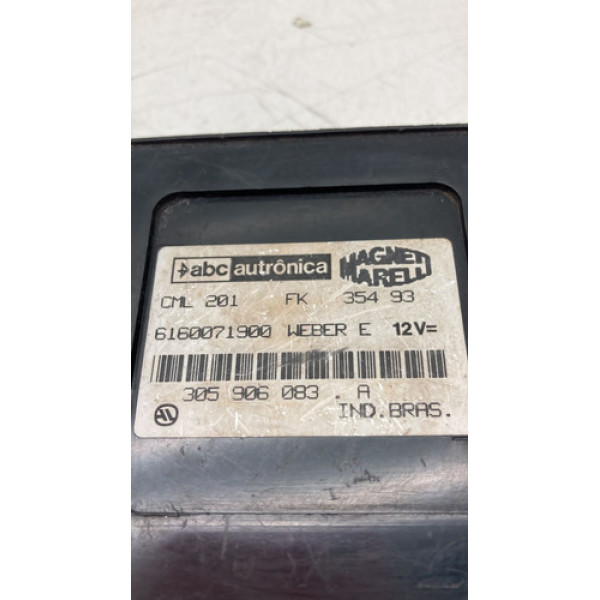 abc autrônica MAGNETI MARELLI
CML 201 FK 354 93
6160071900 WEBER E 12V=
305 906 083 . A
IND.BRAS.